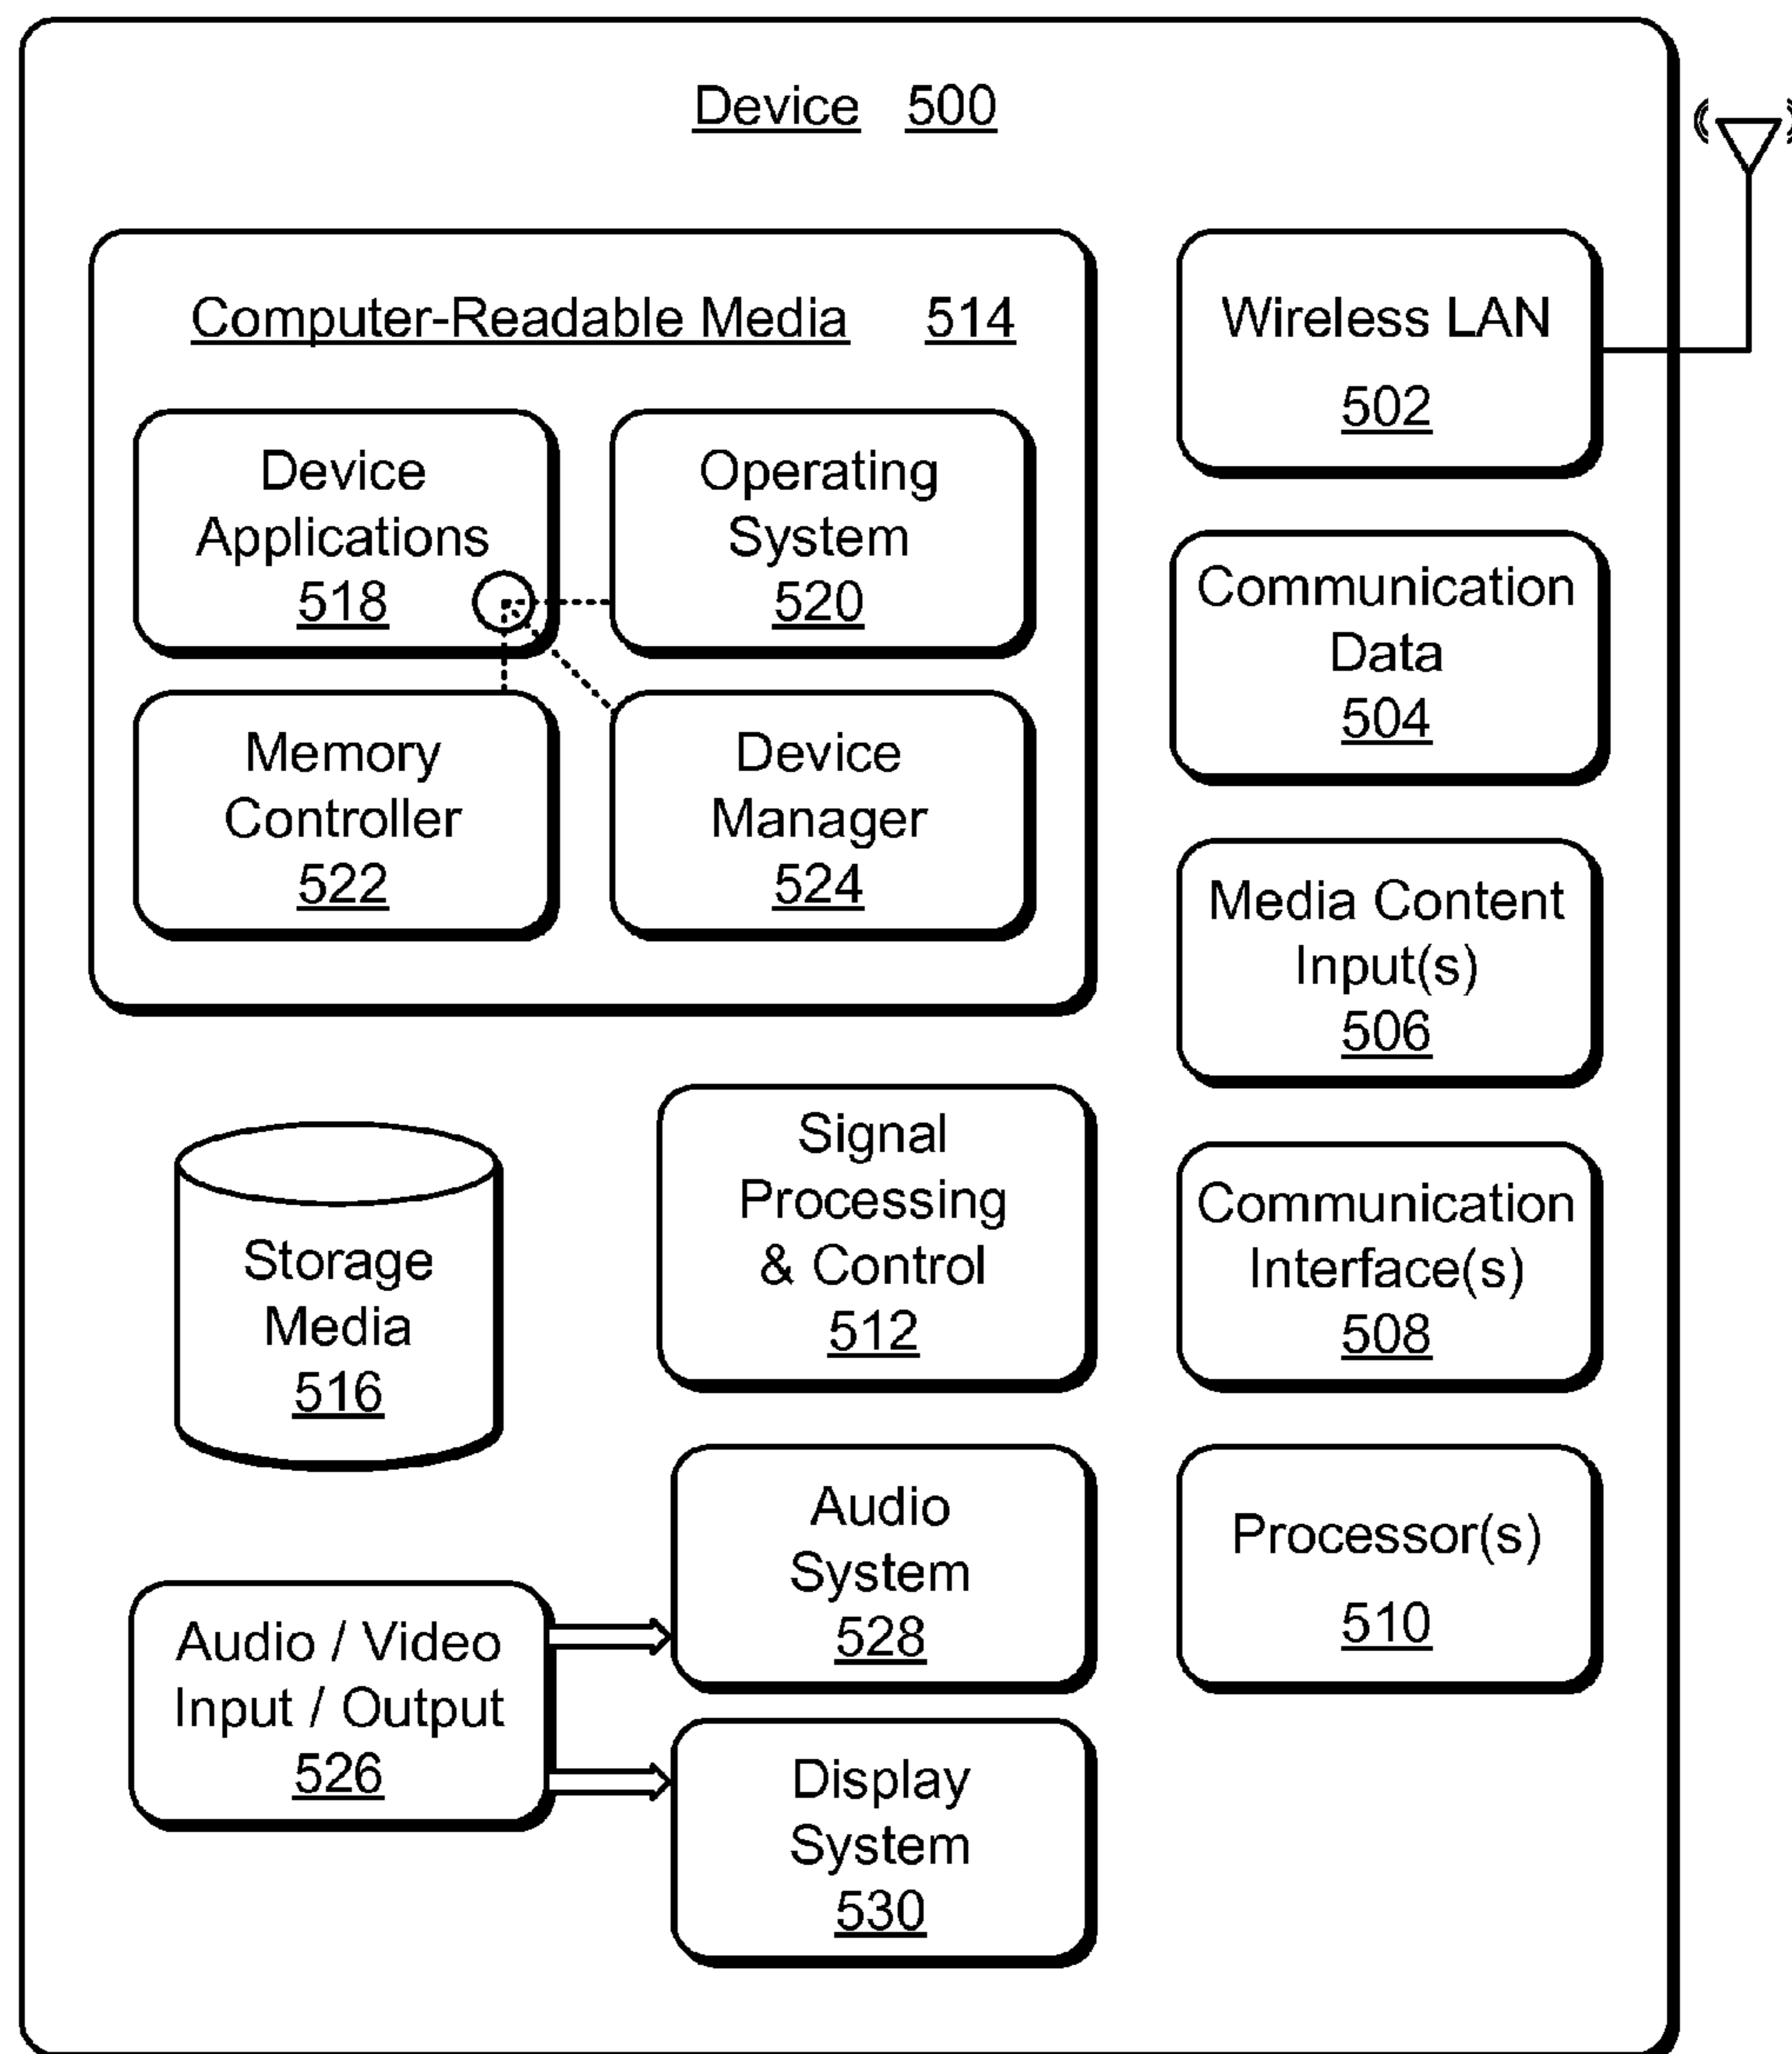 Device 500
Computer-Readable Media 514
Device
Applications
518
Operating
System
520
Memory
Controller
522
Device
Manager
524
Wireless LAN
502
Communication
Data
504
Media Content
Input(s)
506
Communication
Interface(s)
508
Processor(s)
510
Signal
Processing
& Control
512
Storage
Media
516
Audio / Video
Input / Output
526
Audio
System
528
Display
System
530